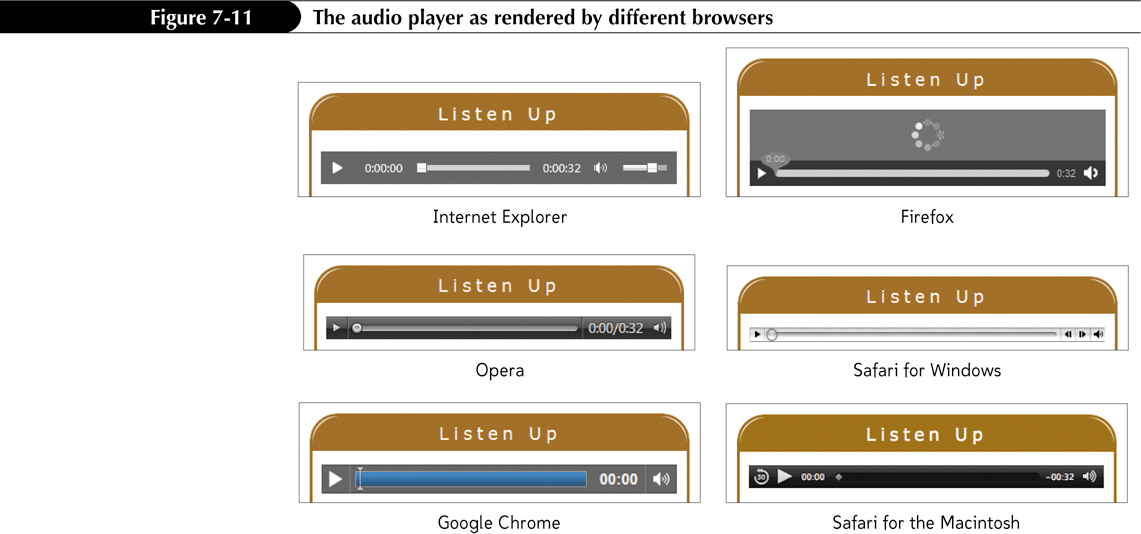 Figure 7-11 The audio player as rendered by different browsers
Listen Up
0:00:00 0:00:32
Internet Explorer
Listen Up
0:00
0:32
Firefox
Listen Up
0:00/0:32
Opera
Listen Up
Safari for Windows
Listen Up
00:00
Google Chrome
Listen Up
30 00:00 -00:32
Safari for the Macintosh